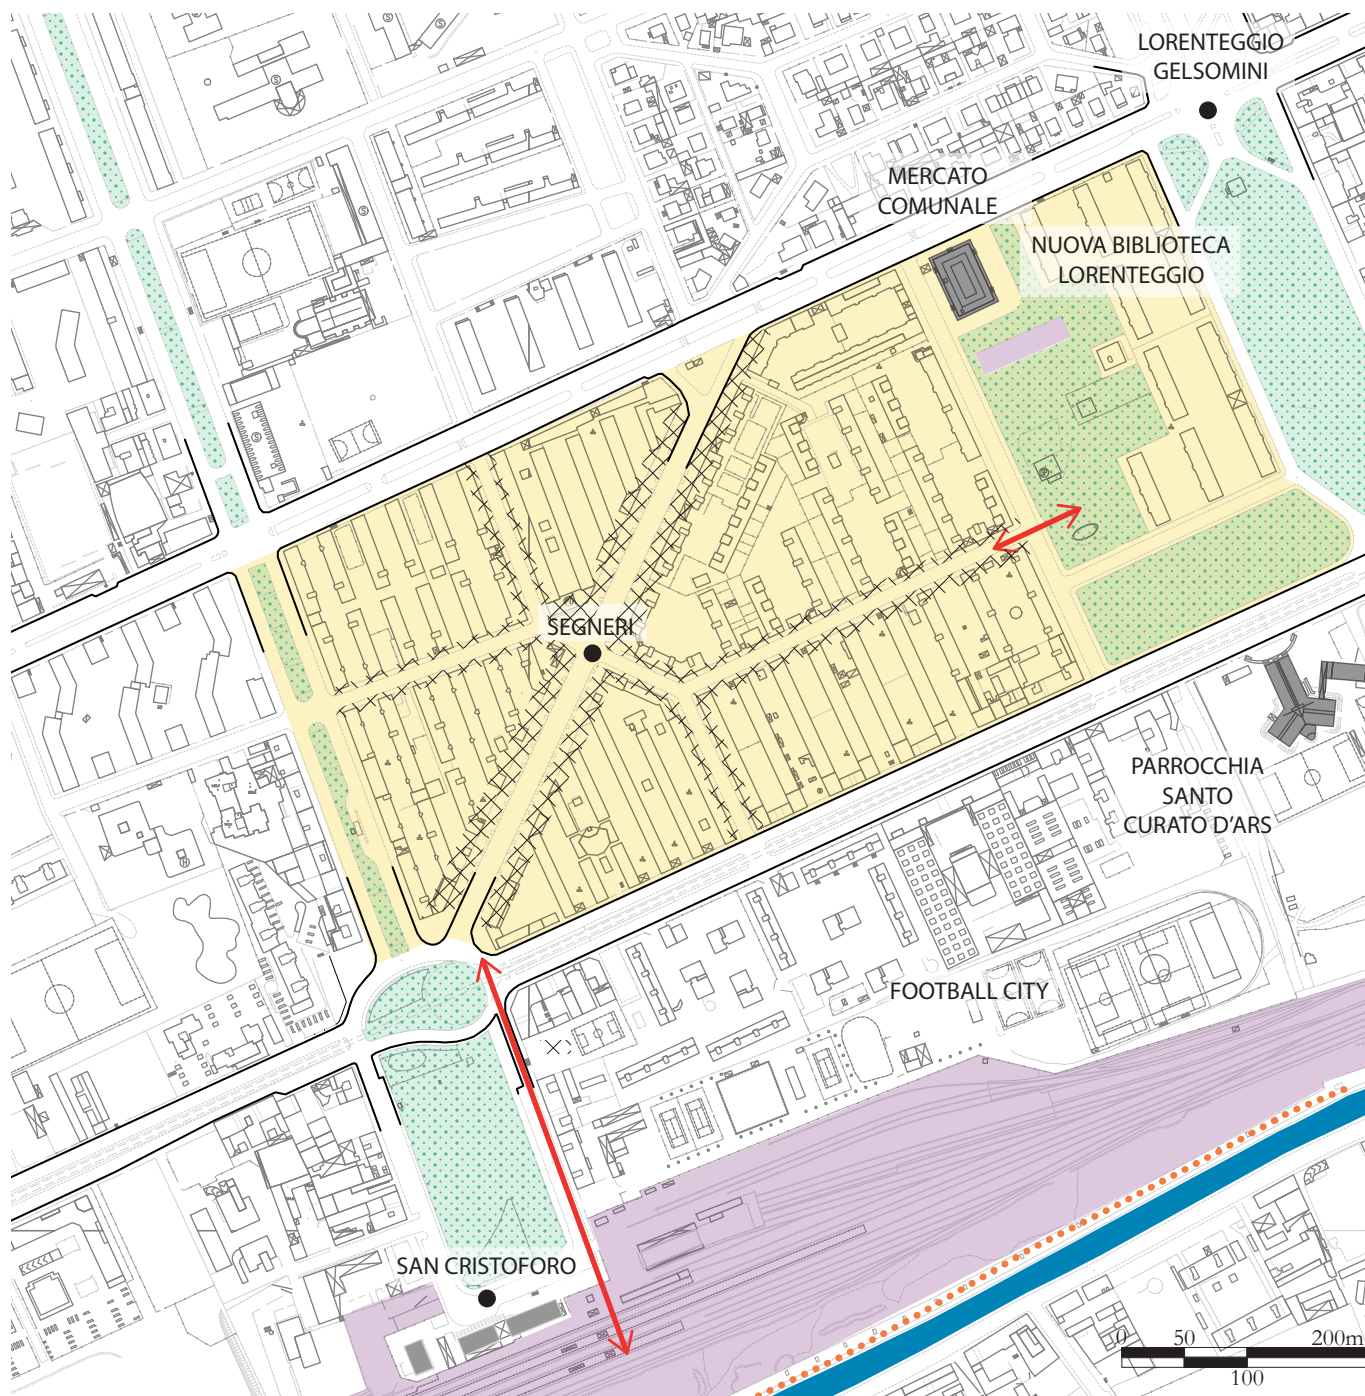 LORENTEGGIO
GELSOMINI
MERCATO
COMUNALE
NUOVA BIBLIOTECA
LORENTEGGIO
SEGNERI
PARROCCHIA
SANTO
CURATO D'ARS
FOOTBALL CITY
SAN CRISTOFORO
0 50 200m
100